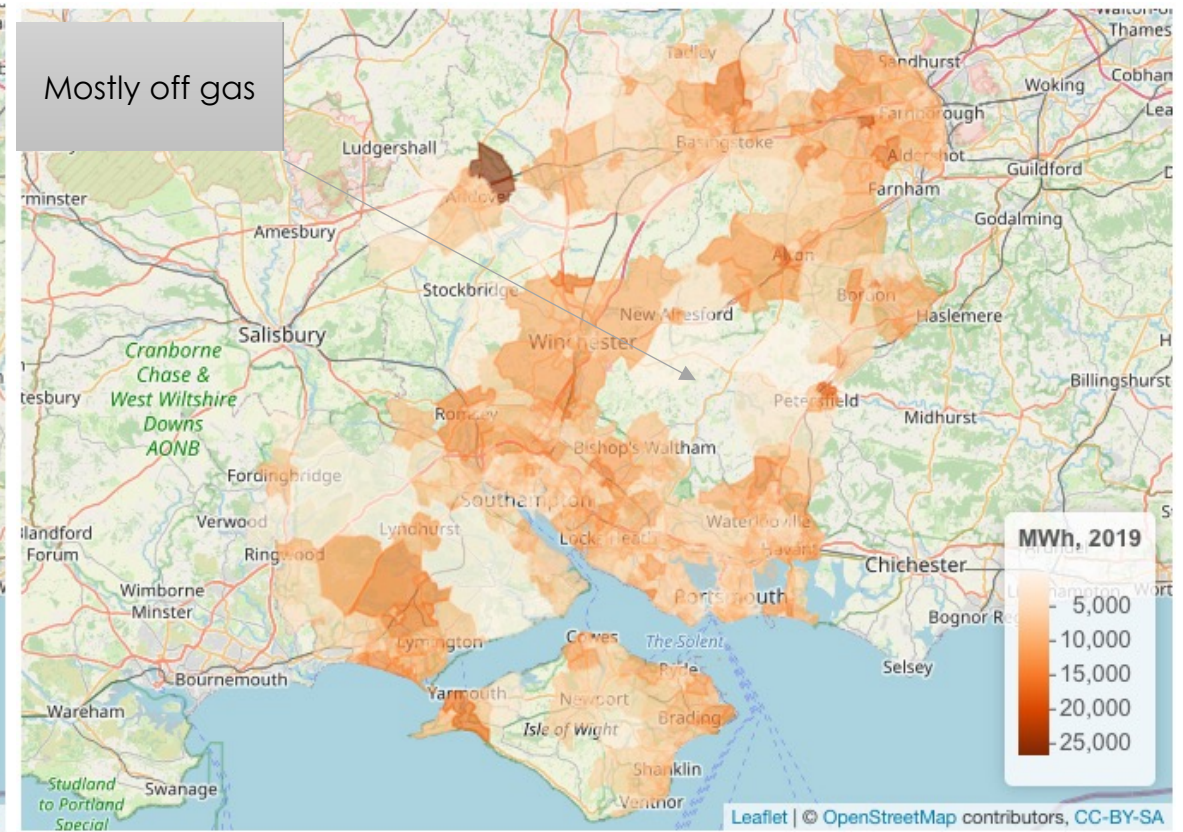 Mostly off gas
Tadley
Sandhurst
Thames
Woking
Cobham
Farnborough
Ludgershall
Basingstoke
Aldershot
Guildford
Andover
Farnham
Amesbury
Godalming
Alton
Stockbridge
Bordon
New Alresford
Haslemere
Salisbury
Winchester
Cranborne
Chase &
West Wiltshire
Downs
AONB
Billingshurst
Petersfield
Midhurst
Romsey
Bishop's Waltham
Fordingbridge
Southampton
Verwood
Lyndhurst
Waterlooville
Blandford
Forum
Ringwood
Locks Heath
Havant
Chichester
Wimborne
Minster
Portsmouth
Bognor Re
Lymington
Cowes
The Solent
Ryde
Selsey
Bournemouth
Yarmouth
Newport
Wareham
Isle of Wight
Brading
Shanklin
Studland
to Portland
Special
Swanage
Ventnor
MWh, 2019
5,000
10,000
15,000
20,000
25,000
Leaflet | © OpenStreetMap contributors, CC-BY-SA